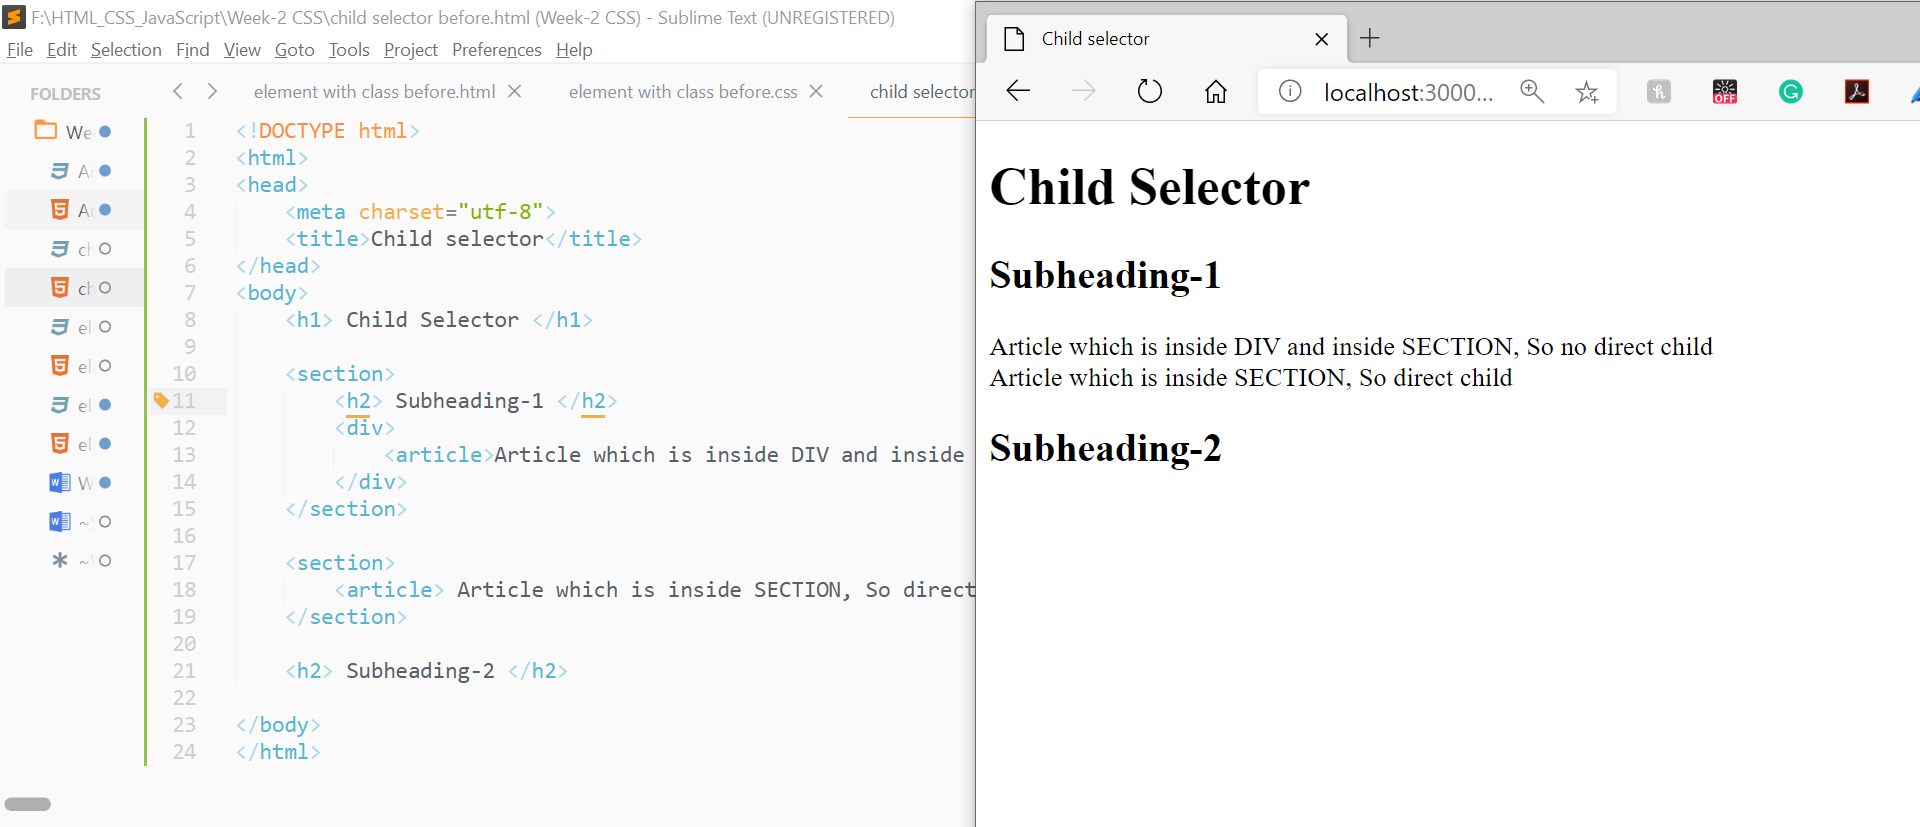 F:\HTML_CSS_JavaScript\Week-2 CSS\child selector before.html (Week-2 CSS) - Sublime Text (UNREGISTERED)
File Edit Selection Find View Goto Tools Project Preferences Help
FOLDERS
We
A
A
ch
ch
el
el
el
el
W
~
~
element with class before.html
element with class before.css
child selector
1 <!DOCTYPE html>
2 <html>
3 <head>
4 <meta charset="utf-8">
5 <title>Child selector</title>
6 </head>
7 <body>
8 <h1> Child Selector </h1>
9
10 <section>
11 <h2> Subheading-1 </h2>
12 <div>
13 <article>Article which is inside DIV and inside
14 </div>
15 </section>
16
17 <section>
18 <article> Article which is inside SECTION, So direct
19 </section>
20
21 <h2> Subheading-2 </h2>
22
23 </body>
24 </html>
Child selector
localhost:3000...
OFF
Child Selector
Subheading-1
Article which is inside DIV and inside SECTION, So no direct child
Article which is inside SECTION, So direct child
Subheading-2